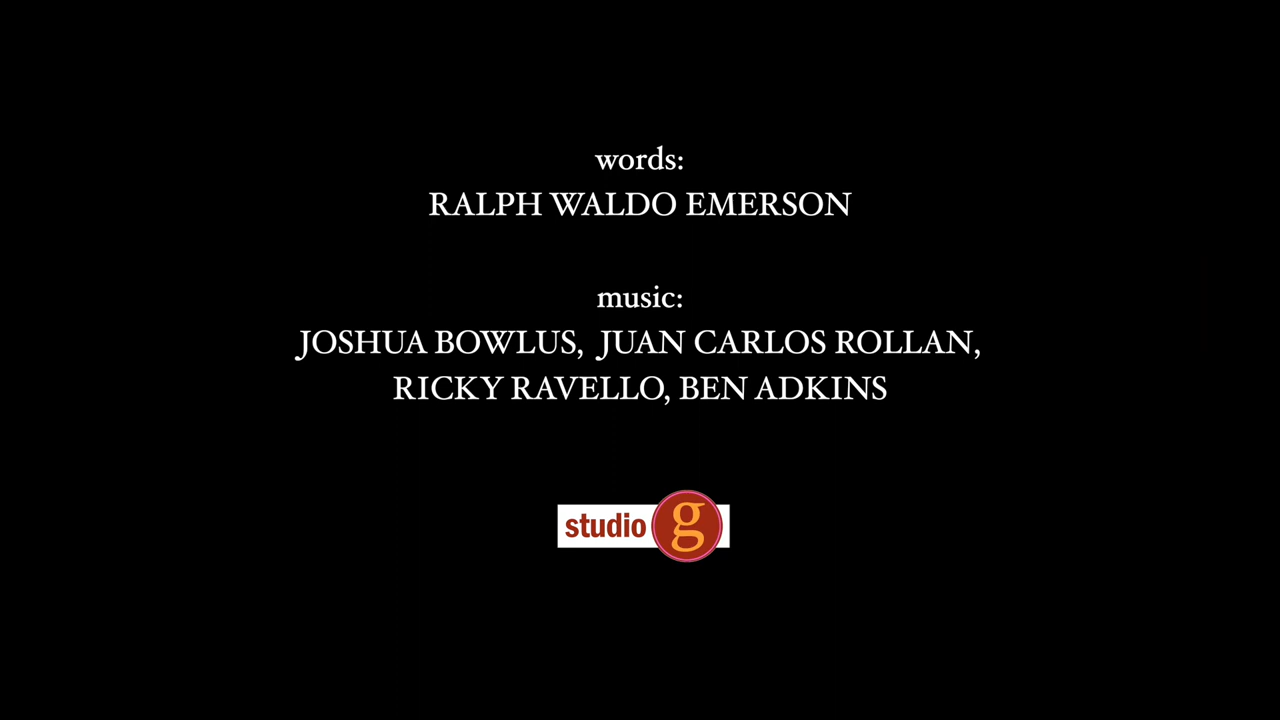 words:
RALPH WALDO EMERSON
music:
JOSHUA BOWLUS, JUAN CARLOS ROLLAN,
RICKY RAVELLO, BEN ADKINS
studio g